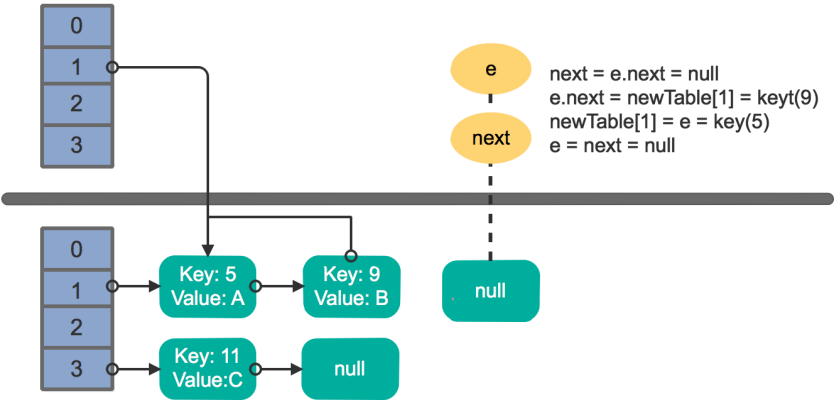 0
1
2
3
e
next
next = e.next = null
e.next = newTable[1] = keyt(9)
newTable[1] = e = key(5)
e = next = null
0
1
2
3
Key: 5
Value: A
Key: 9
Value: B
null
Key: 11
Value:C
null